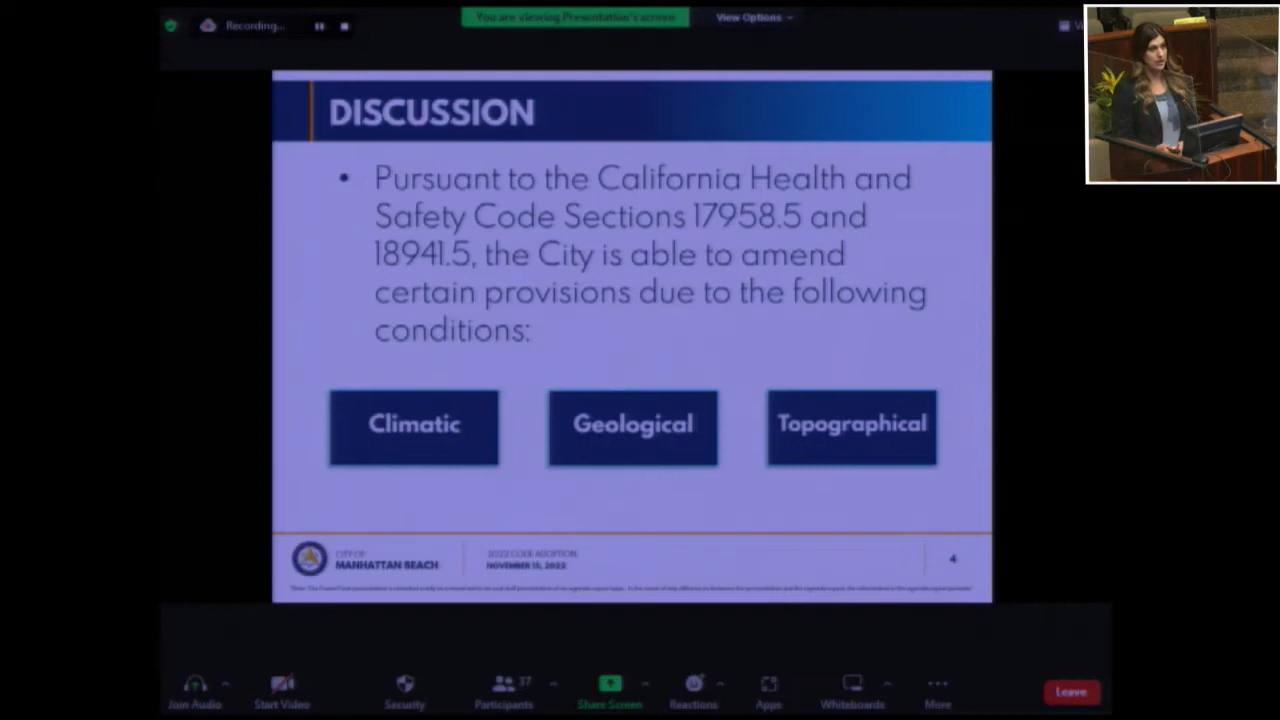 Recording...
You are viewing Presentation's screen
View Options
DISCUSSION
• Pursuant to the California Health and
Safety Code Sections 17958.5 and
18941.5, the City is able to amend
certain provisions due to the following
conditions:
Climatic
Geological
Topographical
CITY OF
MANHATTAN BEACH
2022 CODE ADOPTION
NOVEMBER 15, 2022
4
Join Audio
Start Video
Security
37
Participants
Share Screen
Reactions
Apps
Whiteboards
More
Leave